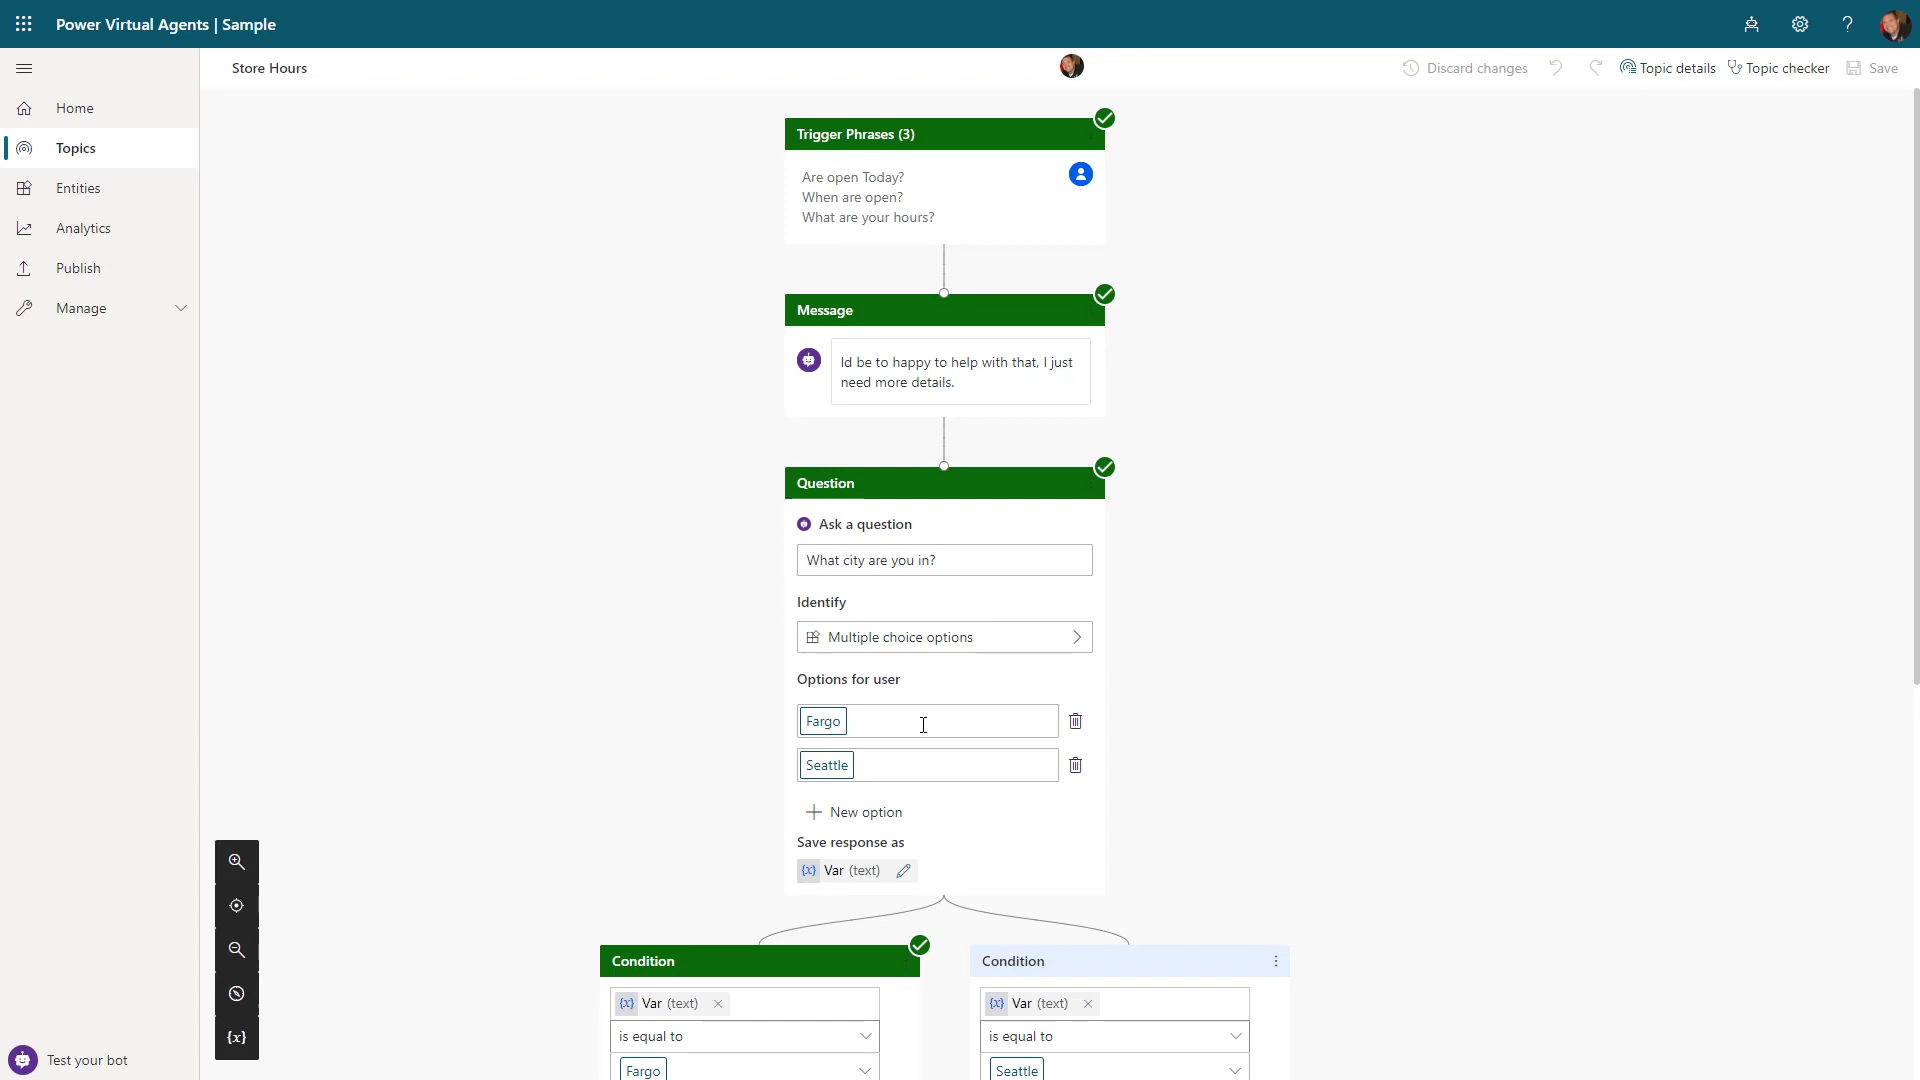 Power Virtual Agents | Sample
Store Hours
Discard changes
Topic details
Topic checker
Save
Home
Topics
Entities
Analytics
Publish
Manage
Trigger Phrases (3)
Are open Today?
When are open?
What are your hours?
Message
Id be to happy to help with that, I just
need more details.
Question
Ask a question
What city are you in?
Identify
Multiple choice options
Options for user
Fargo
Seattle
New option
Save response as
{x} Var (text)
Condition
{x} Var (text)
is equal to
Fargo
Condition
{x} Var (text)
is equal to
Seattle
{x}
Test your bot